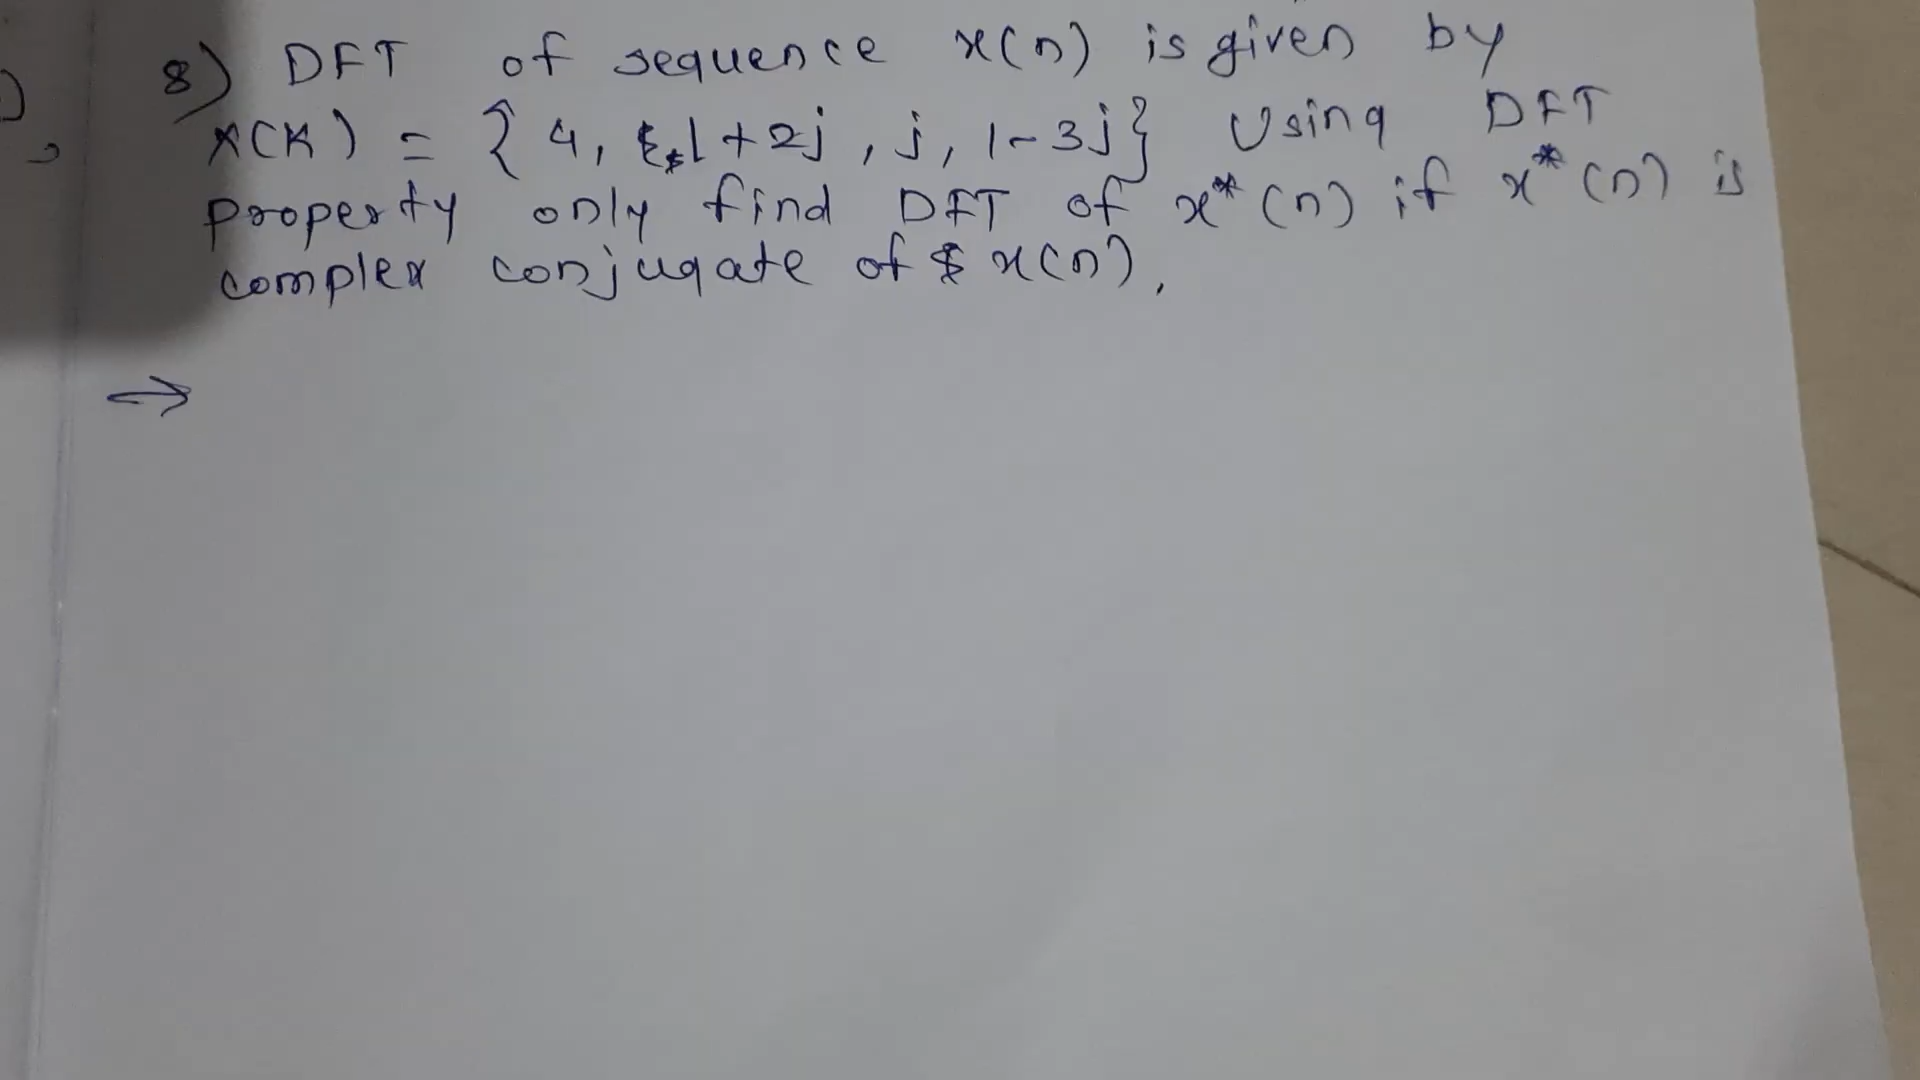 8) DFT of sequence x(n) is given by
X(K) = { 4, 1+2j , j , 1-3j} Using DFT
property only find DFT of x*(n) if x*(n) is
complex conjugate of x(n),
⇒